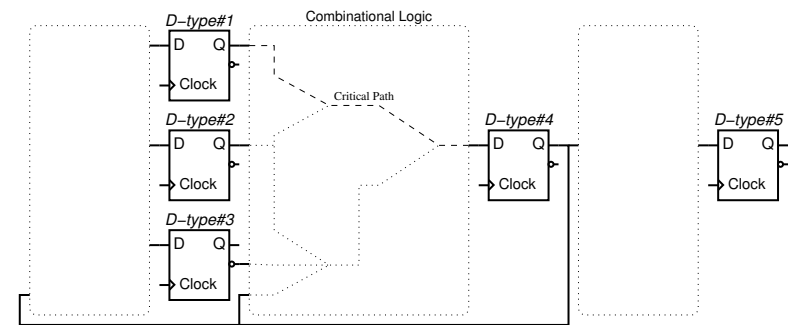 D-type#1
Combinational Logic
D Q
Clock
Critical Path
D-type#2
D Q
Clock
D-type#4
D Q
Clock
D-type#5
D Q
Clock
D-type#3
D Q
Clock